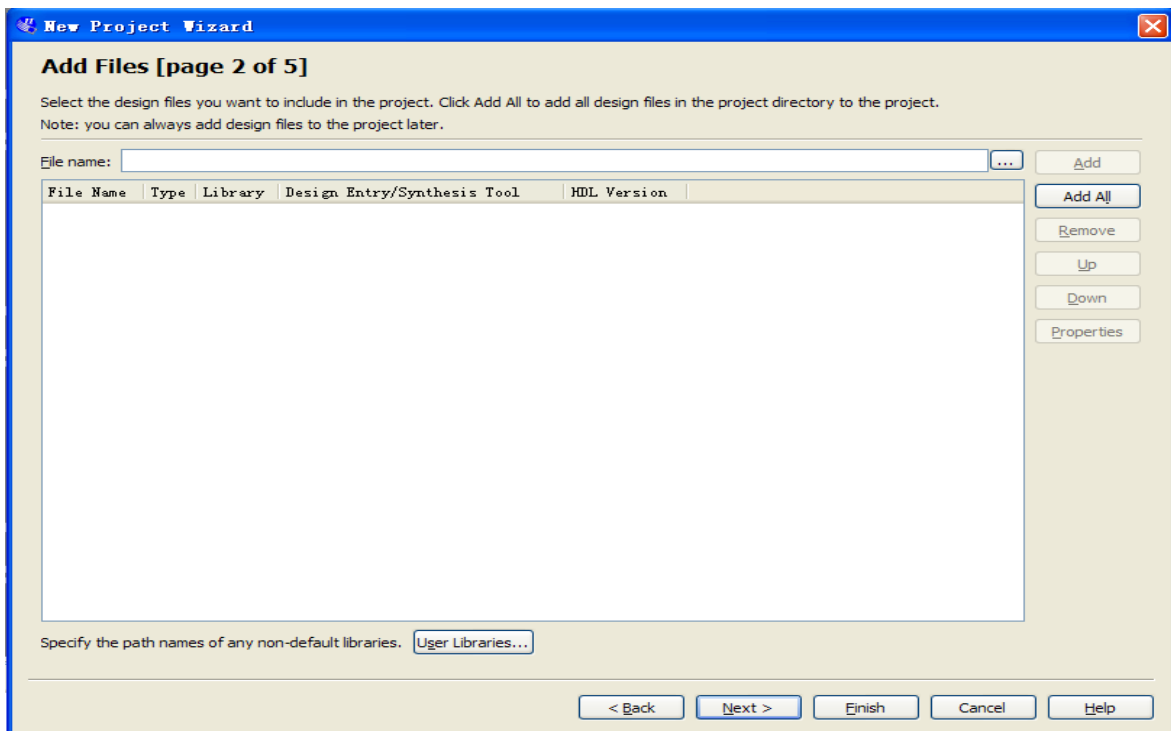 New Project Wizard
Add Files [page 2 of 5]
Select the design files you want to include in the project. Click Add All to add all design files in the project directory to the project.
Note: you can always add design files to the project later.
File name: ... Add
File Name Type Library Design Entry/Synthesis Tool HDL Version
Add All
Remove
Up
Down
Properties
Specify the path names of any non-default libraries. User Libraries...
< Back Next > Finish Cancel Help